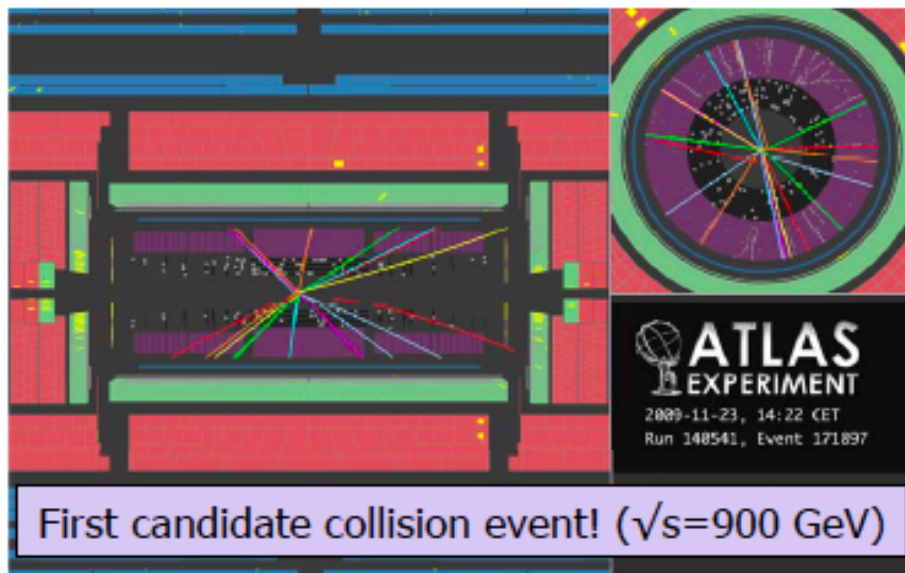 ATLAS
EXPERIMENT
2009-11-23, 14:22 CET
Run 140541, Event 171897
First candidate collision event! (√s=900 GeV)